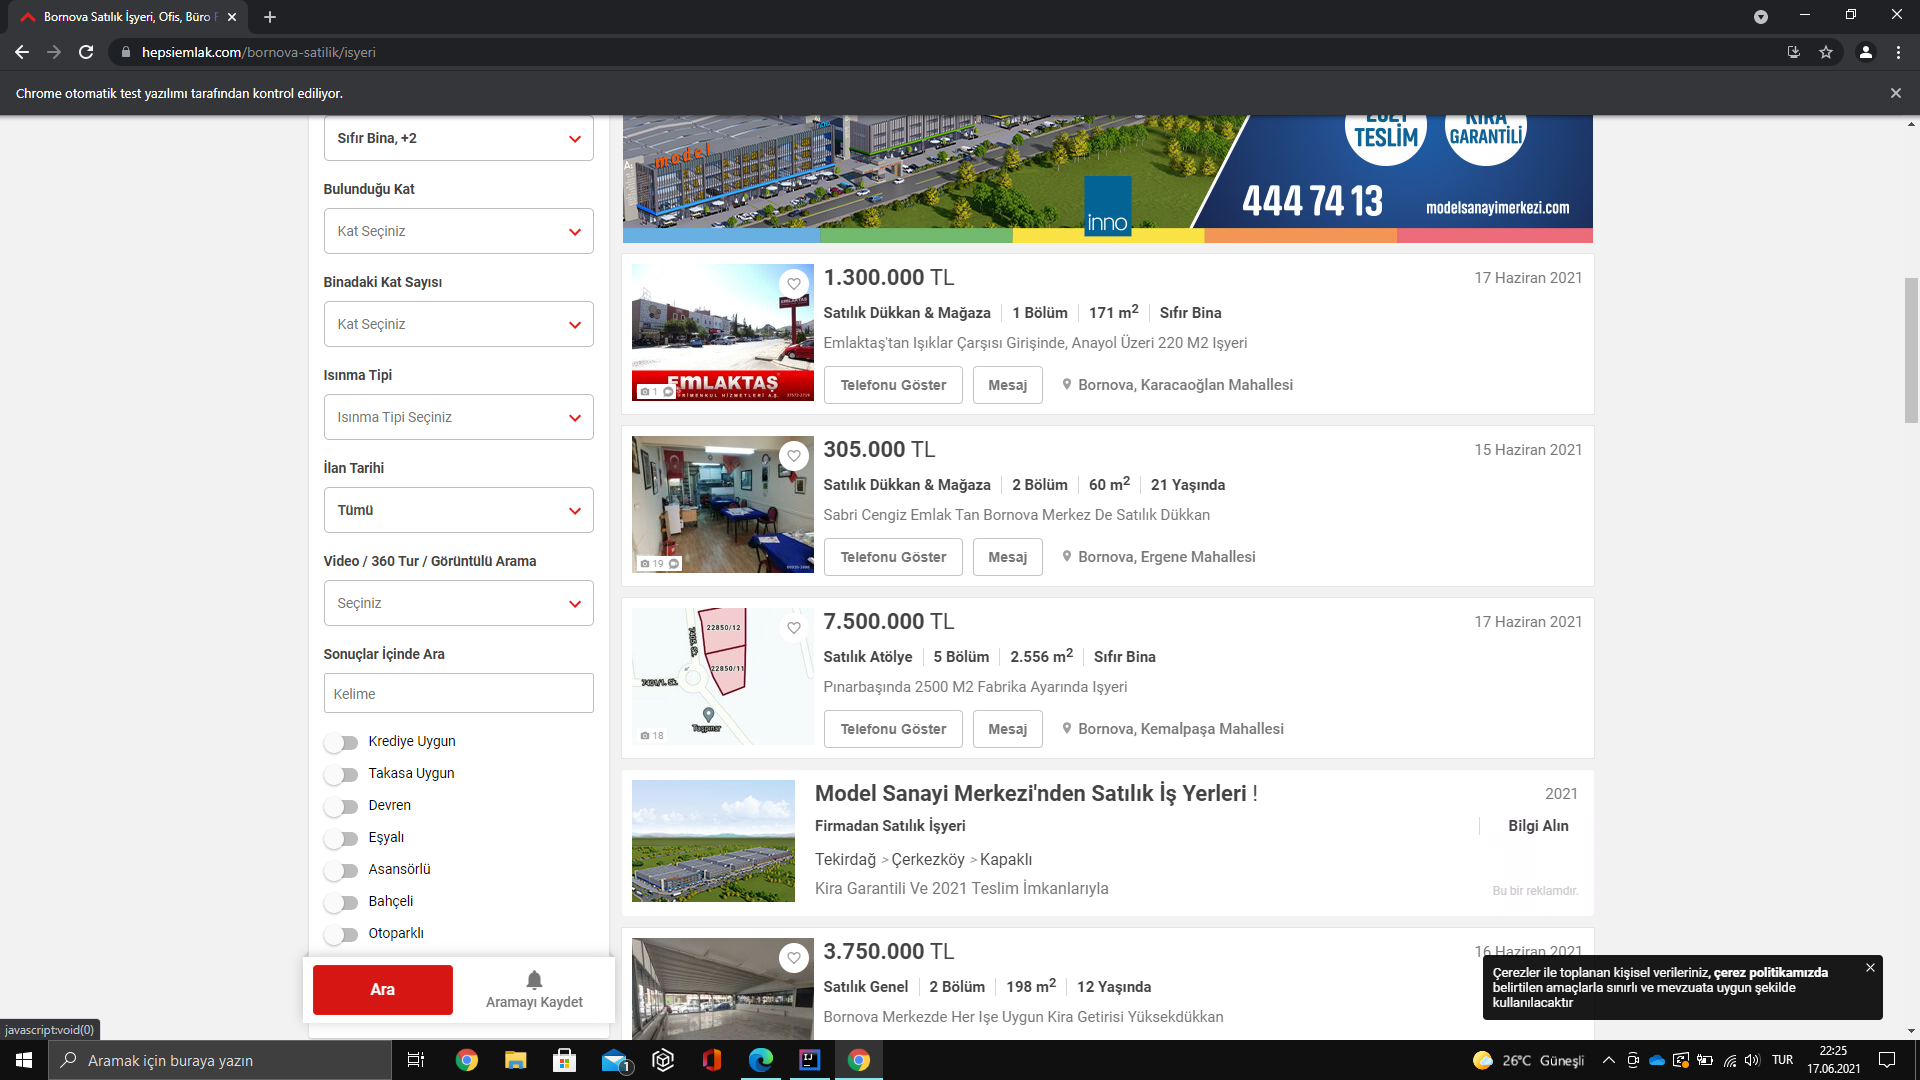 Bornova Satılık İşyeri, Ofis, Büro F
hepsiemlak.com/bornova-satilik/isyeri
Chrome otomatik test yazılımı tarafından kontrol ediliyor.
Sıfır Bina, +2
Bulunduğu Kat
Kat Seçiniz
Binadaki Kat Sayısı
Kat Seçiniz
Isınma Tipi
Isınma Tipi Seçiniz
İlan Tarihi
Tümü
Video / 360 Tur / Görüntülü Arama
Seçiniz
Sonuçlar İçinde Ara
Kelime
Krediye Uygun
Takasa Uygun
Devren
Eşyalı
Asansörlü
Bahçeli
Otoparklı
Ara
Aramayı Kaydet
model
inno
TESLİM
KİRA
GARANTİLİ
444 74 13
modelsanayimerkezi.com
1.300.000 TL
17 Haziran 2021
Satılık Dükkan & Mağaza 1 Bölüm 171 m2 Sıfır Bina
Emlaktaş'tan Işıklar Çarşısı Girişinde, Anayol Üzeri 220 M2 Işyeri
Telefonu Göster Mesaj Bornova, Karacaoğlan Mahallesi
EMLAKTAŞ
1
305.000 TL
15 Haziran 2021
Satılık Dükkan & Mağaza 2 Bölüm 60 m2 21 Yaşında
Sabri Cengiz Emlak Tan Bornova Merkez De Satılık Dükkan
Telefonu Göster Mesaj Bornova, Ergene Mahallesi
19
7.500.000 TL
17 Haziran 2021
Satılık Atölye 5 Bölüm 2.556 m2 Sıfır Bina
Pınarbaşında 2500 M2 Fabrika Ayarında Işyeri
Telefonu Göster Mesaj Bornova, Kemalpaşa Mahallesi
22850/12
22850/11
7401/1. Sk.
Taşpınar
18
Model Sanayi Merkezi'nden Satılık İş Yerleri !
2021
Firmadan Satılık İşyeri
Bilgi Alın
Tekirdağ > Çerkezköy > Kapaklı
Kira Garantili Ve 2021 Teslim İmkanlarıyla
Bu bir reklamdır.
3.750.000 TL
16 Haziran 2021
Satılık Genel 2 Bölüm 198 m2 12 Yaşında
Bornova Merkezde Her Işe Uygun Kira Getirisi Yüksekdükkan
Çerezler ile toplanan kişisel verileriniz, çerez politikamızda
belirtilen amaçlarla sınırlı ve mevzuata uygun şekilde
kullanılacaktır
javascript:void(0)
Aramak için buraya yazın
1
26°C Güneşli
TUR
22:25
17.06.2021